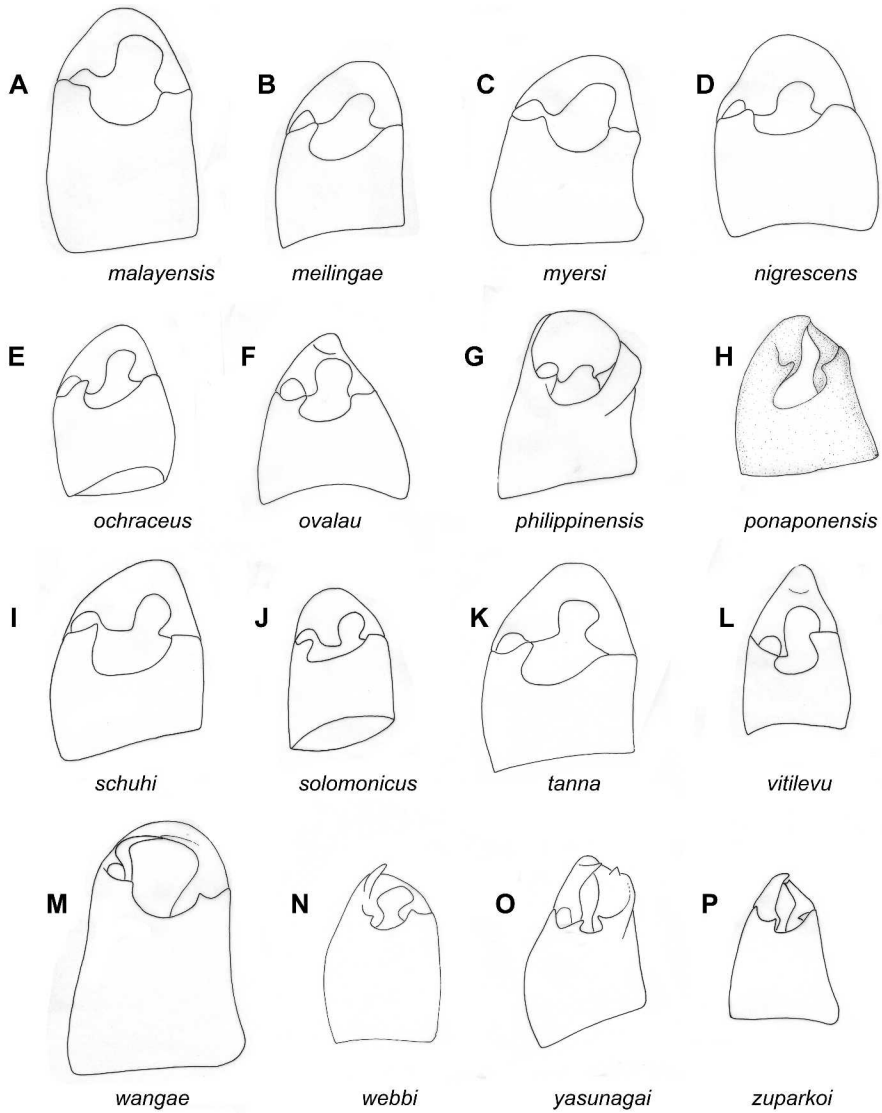 A B C D
malayensis meilingae myersi nigrescens
E F G H
ochraceus ovalau philippinensis ponaponensis
I J K L
schuhi solomonicus tanna vitilevu
M N O P
wangae webbi yasunagai zuparkoi